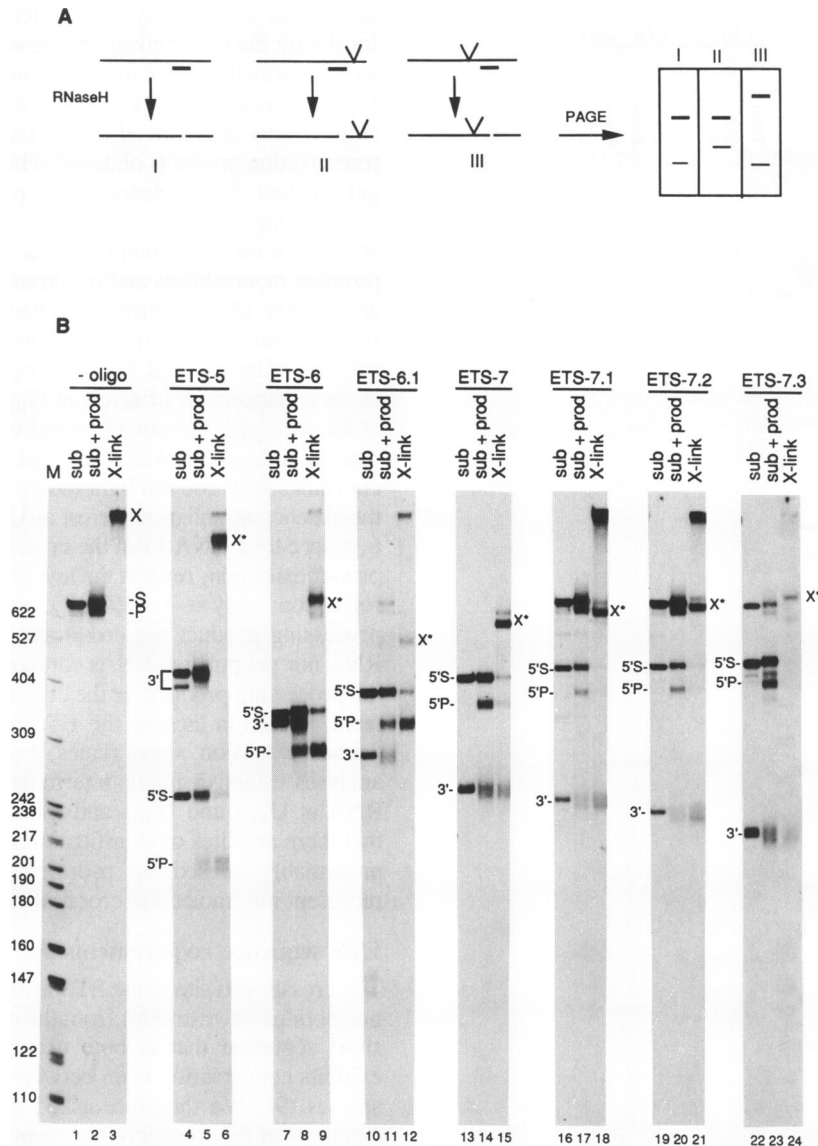 A
RNaseH
I
II
III
PAGE
I II III
B
- oligo ETS-5 ETS-6 ETS-6.1 ETS-7 ETS-7.1 ETS-7.2 ETS-7.3
M sub sub + prod X-link sub sub + prod X-link sub sub + prod X-link sub sub + prod X-link sub sub + prod X-link sub sub + prod X-link sub sub + prod X-link sub sub + prod X-link
-X X* X* X* X* X* X* X*
-S
-P
622
527
404
309
242
238
217
201
190
180
160
147
122
110
3'
5'S-
5'P-
5'S-
3'-
5'P-
5'S-
5'P-
3'-
5'S-
5'P-
3'-
5'S-
5'P-
3'-
5'S-
5'P-
3'-
5'S-
5'P-
3'-
1 2 3 4 5 6 7 8 9 10 11 12 13 14 15 16 17 18 19 20 21 22 23 24